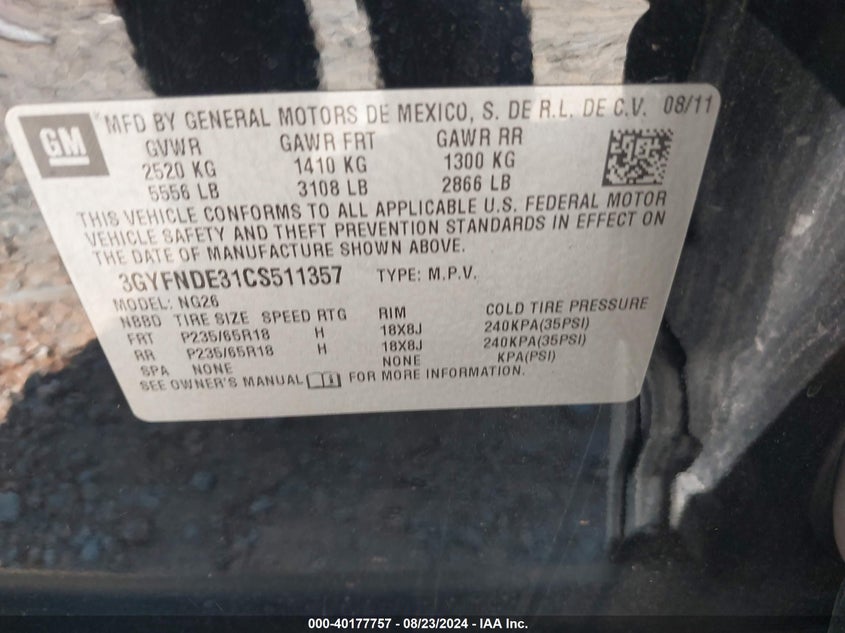 GM
MFD BY GENERAL MOTORS DE MEXICO, S. DE R.L. DE C.V. 08/11
GVWR GAWR FRT GAWR RR
2520 KG 1410 KG 1300 KG
5556 LB 3108 LB 2866 LB
THIS VEHICLE CONFORMS TO ALL APPLICABLE U.S. FEDERAL MOTOR
VEHICLE SAFETY AND THEFT PREVENTION STANDARDS IN EFFECT ON
THE DATE OF MANUFACTURE SHOWN ABOVE.
3GYFNDE31CS511357 TYPE: M.P.V.
MODEL: NG26
NBBD TIRE SIZE SPEED RTG RIM COLD TIRE PRESSURE
FRT P235/65R18 H 18X8J 240KPA(35PSI)
RR P235/65R18 H 18X8J 240KPA(35PSI)
SPA NONE NONE KPA(PSI)
SEE OWNER'S MANUAL FOR MORE INFORMATION.
000-40177757 - 08/23/2024 - IAA Inc.